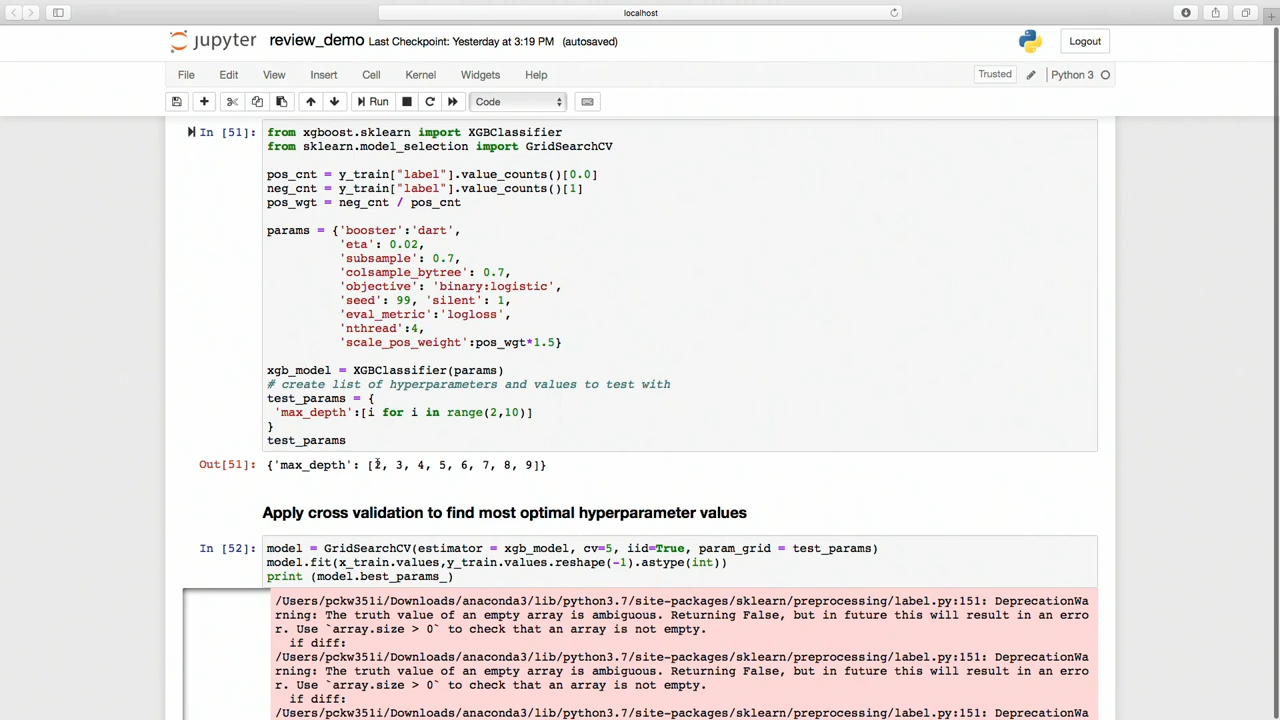 localhost
jupyter review_demo Last Checkpoint: Yesterday at 3:19 PM (autosaved)
Logout
File Edit View Insert Cell Kernel Widgets Help
Trusted Python 3
Run Code
In [51]:
from xgboost.sklearn import XGBClassifier
from sklearn.model_selection import GridSearchCV
pos_cnt = y_train["label"].value_counts()[0.0]
neg_cnt = y_train["label"].value_counts()[1]
pos_wgt = neg_cnt / pos_cnt
params = {'booster':'dart',
'eta': 0.02,
'subsample': 0.7,
'colsample_bytree': 0.7,
'objective': 'binary:logistic',
'seed': 99, 'silent': 1,
'eval_metric':'logloss',
'nthread':4,
'scale_pos_weight':pos_wgt*1.5}
xgb_model = XGBClassifier(params)
# create list of hyperparameters and values to test with
test_params = {
'max_depth':[i for i in range(2,10)]
}
test_params
Out[51]: {'max_depth': [2, 3, 4, 5, 6, 7, 8, 9]}
Apply cross validation to find most optimal hyperparameter values
In [52]:
model = GridSearchCV(estimator = xgb_model, cv=5, iid=True, param_grid = test_params)
model.fit(x_train.values,y_train.values.reshape(-1).astype(int))
print (model.best_params_)
/Users/pckw351i/Downloads/anaconda3/lib/python3.7/site-packages/sklearn/preprocessing/label.py:151: DeprecationWa
rning: The truth value of an empty array is ambiguous. Returning False, but in future this will result in an erro
r. Use `array.size > 0` to check that an array is not empty.
if diff:
/Users/pckw351i/Downloads/anaconda3/lib/python3.7/site-packages/sklearn/preprocessing/label.py:151: DeprecationWa
rning: The truth value of an empty array is ambiguous. Returning False, but in future this will result in an erro
r. Use `array.size > 0` to check that an array is not empty.
if diff:
/Users/pckw351i/Downloads/anaconda3/lib/python3.7/site-packages/sklearn/preprocessing/label.py:151: DeprecationWa